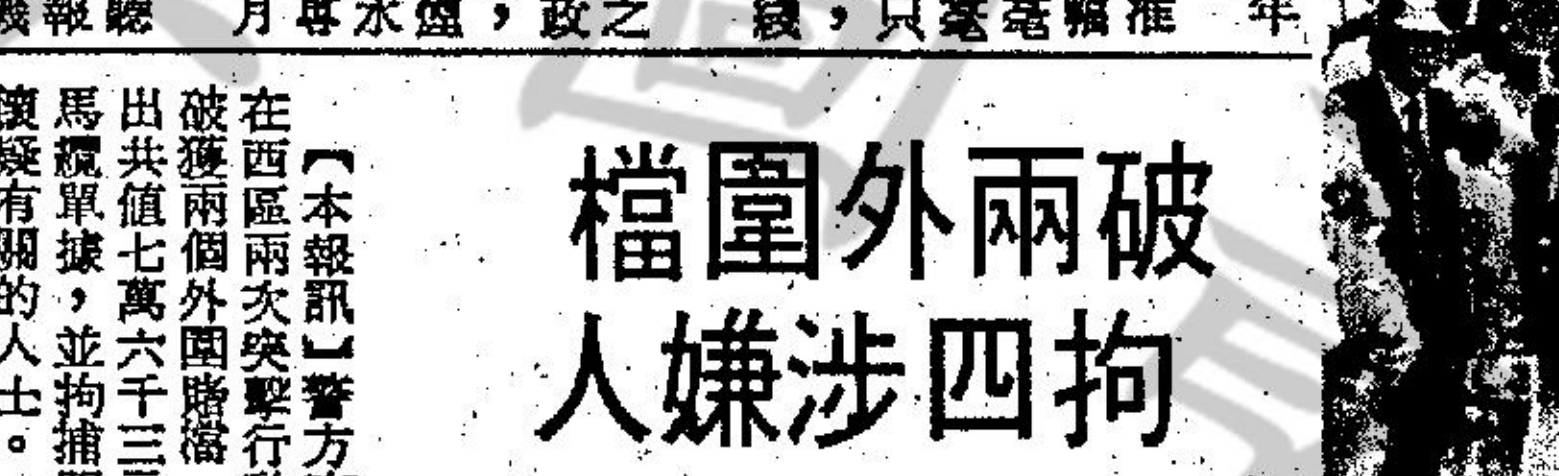 破兩外圍檔
拘四涉嫌人
【本報訊】警方
在西區兩次突擊行
破獲兩個外圍賭檔
出共值七萬六千三
馬纜單據，並拘捕
懷疑有關的人士。